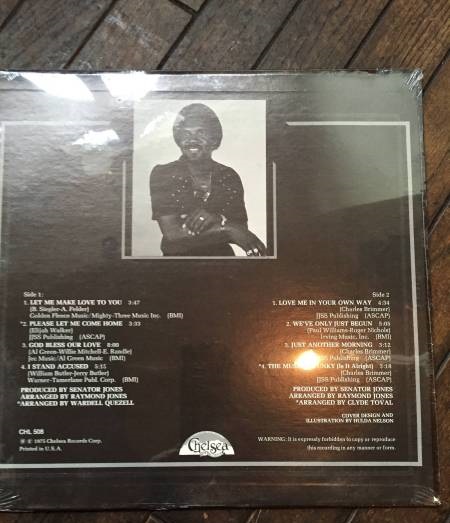 Side 1:
1. LET ME MAKE LOVE TO YOU 3:47
(B. Siegler-A. Felder)
Golden Fleece Music/Mighty-Three Music Inc. (BMI)
*2. PLEASE LET ME COME HOME 3:33
(Elijah Walker)
JSS Publishing (ASCAP)
3. GOD BLESS OUR LOVE 8:00
(Al Green-Willie Mitchell-E. Randle)
Jec Music/Al Green Music (BMI)
4. I STAND ACCUSED 5:15
(William Butler-Jerry Butler)
Warner-Tamerlane Publ. Corp. (BMI)
PRODUCED BY SENATOR JONES
ARRANGED BY RAYMOND JONES
*ARRANGED BY WARDELL QUEZELL
Side 2
1. LOVE ME IN YOUR OWN WAY 4:34
(Charles Brimmer)
JSS Publishing (ASCAP)
2. WE'VE ONLY JUST BEGUN 5:05
(Paul Williams-Roger Nichols)
Irving Music, Inc. (BMI)
3. JUST ANOTHER MORNING 5:12
(Charles Brimmer)
JSS Publishing (ASCAP)
*4. THE MUSIC FUNKY (Is It Alright) 5:18
(Charles Brimmer)
JSS Publishing (ASCAP)
PRODUCED BY SENATOR JONES
ARRANGED BY RAYMOND JONES
*ARRANGED BY CLYDE TOVAL
COVER DESIGN AND
ILLUSTRATION BY HULDA NELSON
CHL 508
℗ © 1975 Chelsea Records Corp.
Printed in U.S.A.
Chelsea
WARNING: It is expressly forbidden to copy or reproduce
this recording in any manner or form.